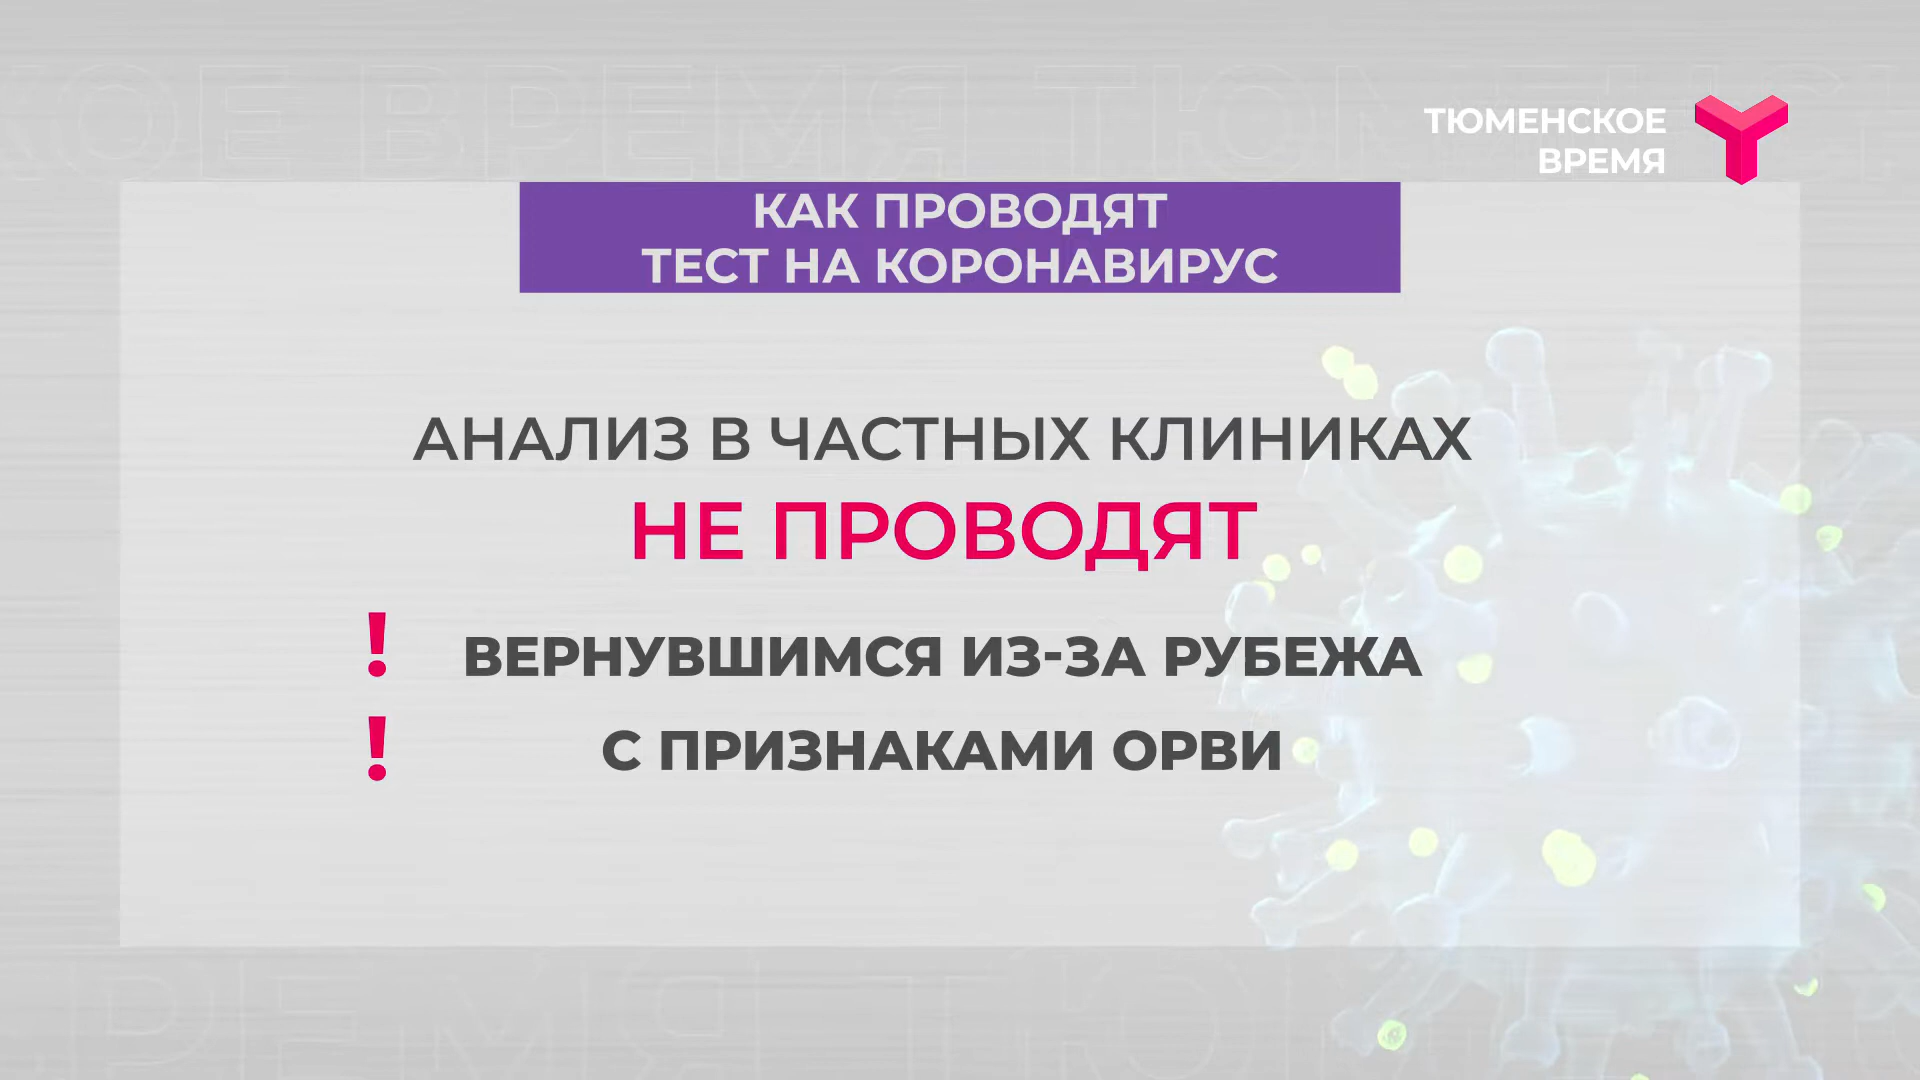 ТЮМЕНСКОЕ
ВРЕМЯ
КАК ПРОВОДЯТ
ТЕСТ НА КОРОНАВИРУС
АНАЛИЗ В ЧАСТНЫХ КЛИНИКАХ
НЕ ПРОВОДЯТ
! ВЕРНУВШИМСЯ ИЗ-ЗА РУБЕЖА
! С ПРИЗНАКАМИ ОРВИ